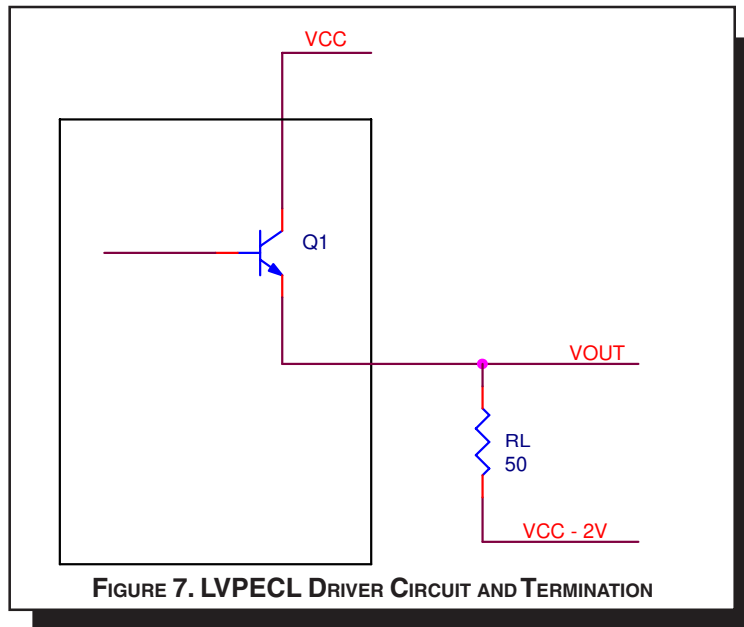 VCC
Q1
VOUT
RL
50
VCC - 2V
FIGURE 7. LVPECL DRIVER CIRCUIT AND TERMINATION